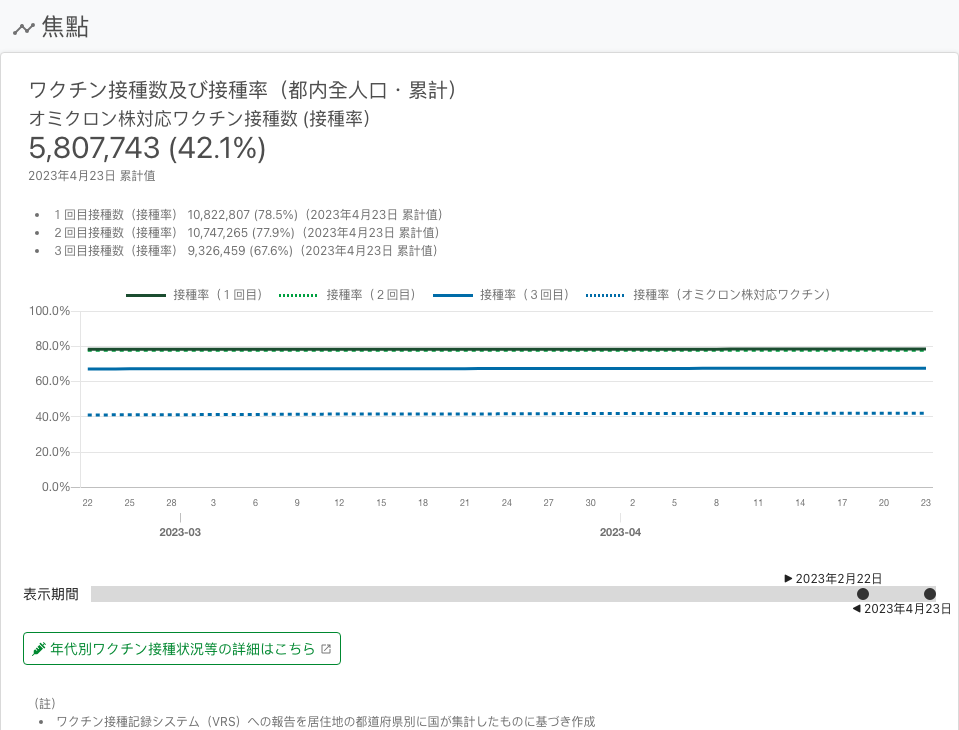 焦點
ワクチン接種数及び接種率（都内全人口・累計）
オミクロン株対応ワクチン接種数 (接種率)
5,807,743 (42.1%)
2023年4月23日 累計値
• １回目接種数（接種率） 10,822,807 (78.5%)（2023年4月23日 累計値）
• ２回目接種数（接種率） 10,747,265 (77.9%)（2023年4月23日 累計値）
• ３回目接種数（接種率） 9,326,459 (67.6%)（2023年4月23日 累計値）
接種率（１回目） 接種率（２回目） 接種率（３回目） 接種率（オミクロン株対応ワクチン）
100.0%
80.0%
60.0%
40.0%
20.0%
0.0%
22 25 28 3 6 9 12 15 18 21 24 27 30 2 5 8 11 14 17 20 23
2023-03 2023-04
▶ 2023年2月22日
表示期間
◀ 2023年4月23日
年代別ワクチン接種状況等の詳細はこちら
（註）
• ワクチン接種記録システム（VRS）への報告を居住地の都道府県別に国が集計したものに基づき作成